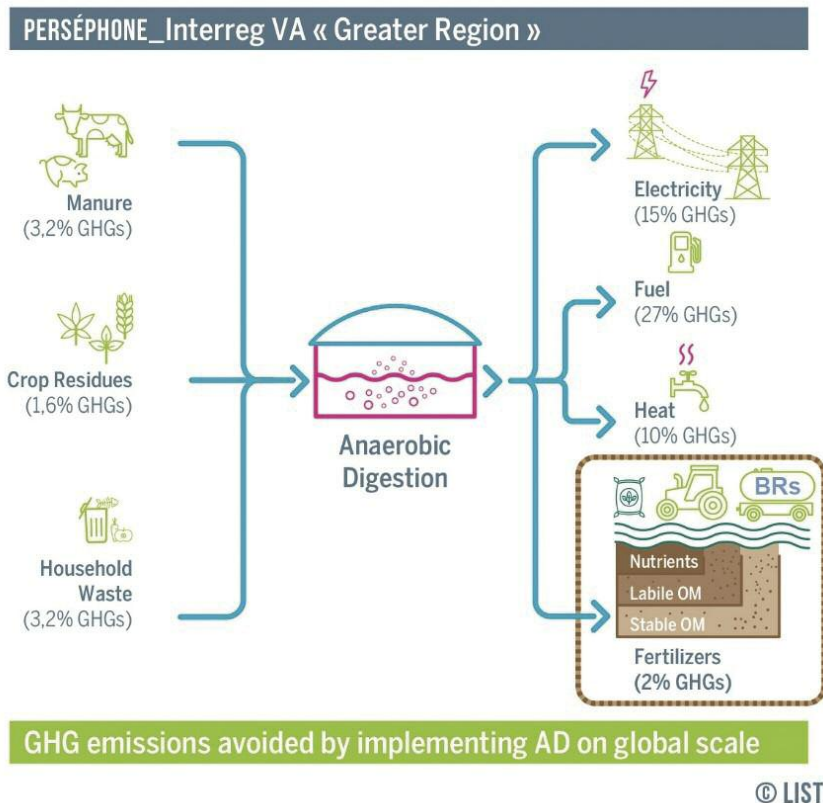 PERSÉPHONE_Interreg VA « Greater Region »
Manure
(3,2% GHGs)
Crop Residues
(1,6% GHGs)
Household
Waste
(3,2% GHGs)
Anaerobic
Digestion
Electricity
(15% GHGs)
Fuel
(27% GHGs)
Heat
(10% GHGs)
BRs
Nutrients
Labile OM
Stable OM
Fertilizers
(2% GHGs)
GHG emissions avoided by implementing AD on global scale
© LIST